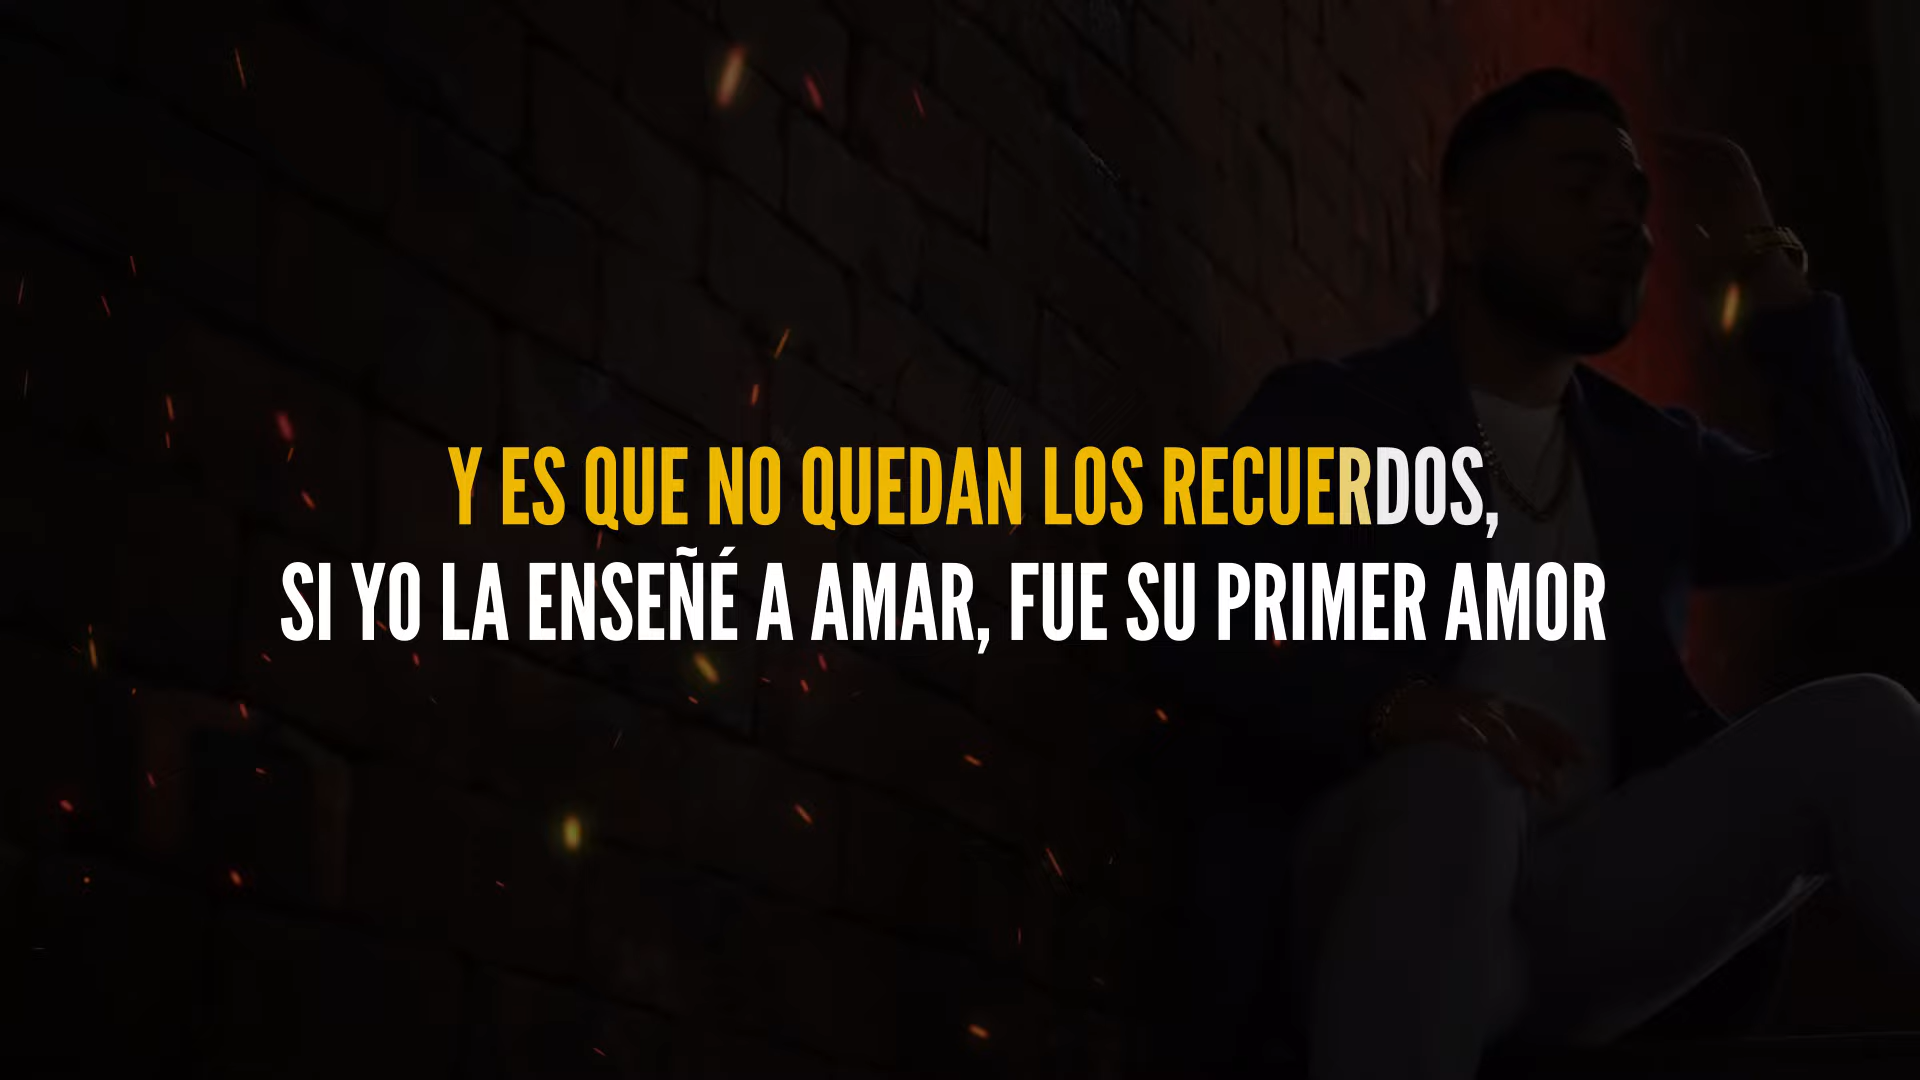 Y ES QUE NO QUEDAN LOS RECUERDOS,
SI YO LA ENSEÑÉ A AMAR, FUE SU PRIMER AMOR